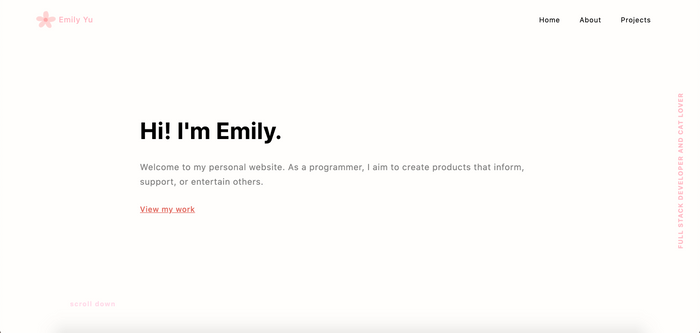 Emily Yu
Home
About
Projects
Hi! I'm Emily.
Welcome to my personal website. As a programmer, I aim to create products that inform,
support, or entertain others.
View my work
FULL STACK DEVELOPER AND CAT LOVER
scroll down